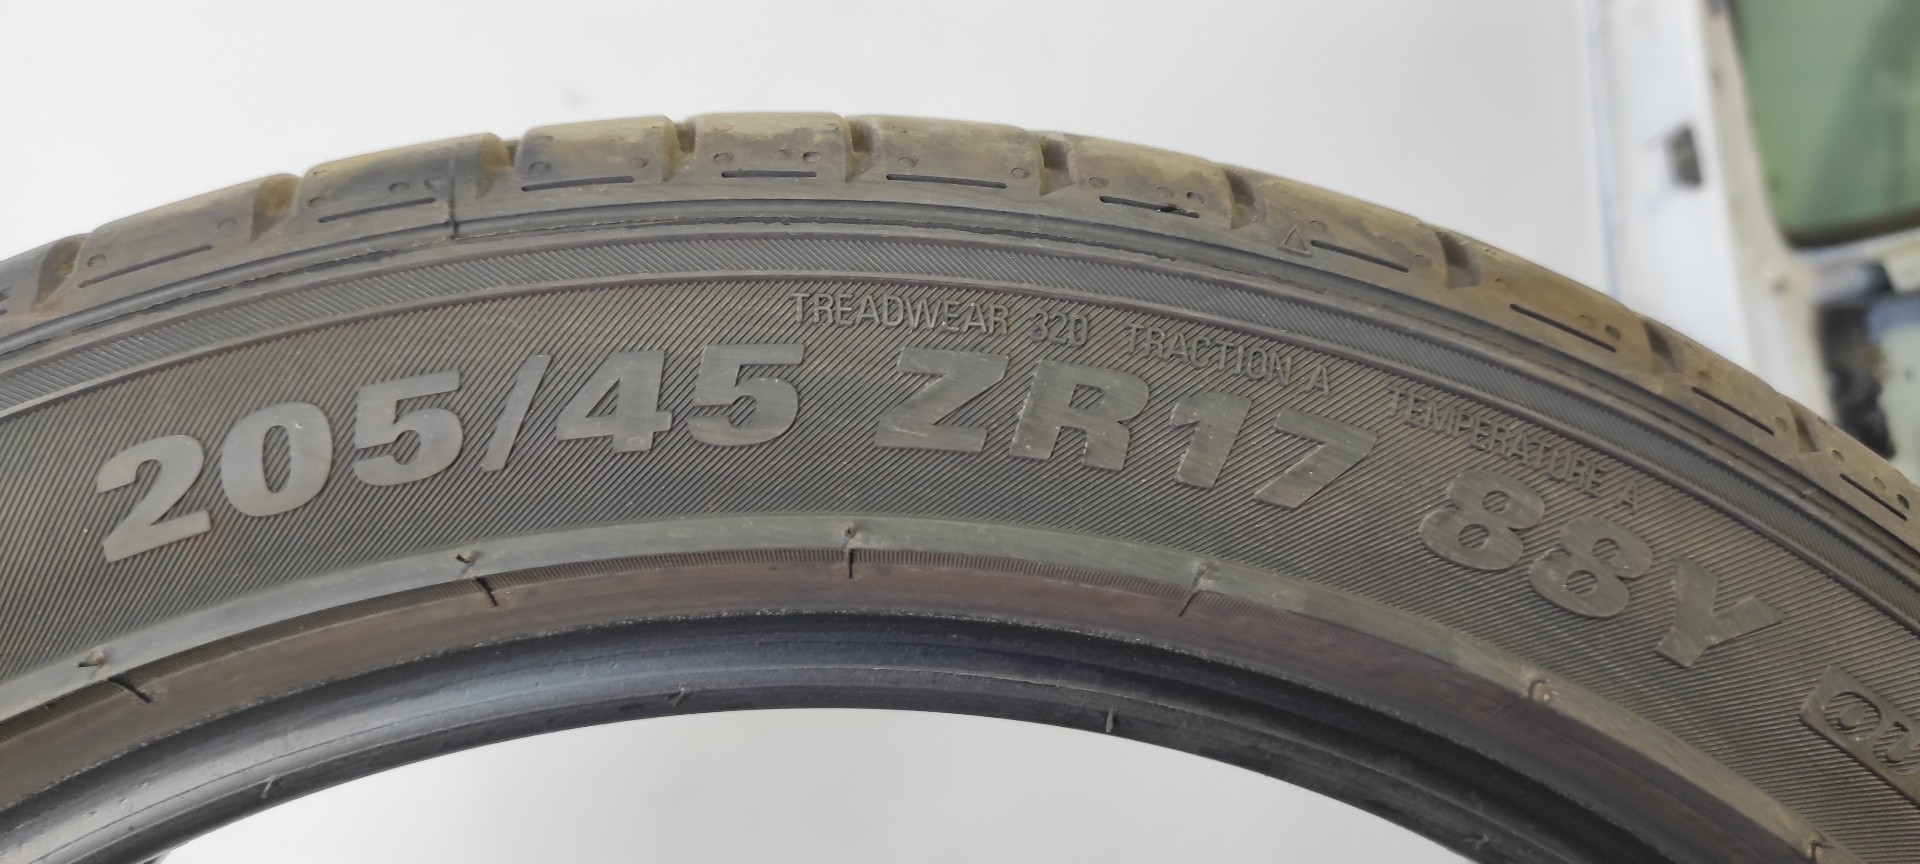 TREADWEAR 320 TRACTION A TEMPERATURE A
205/45 ZR17 88Y